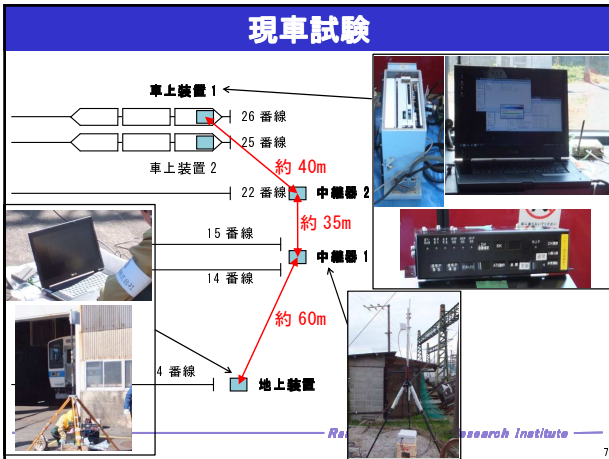 現車試験
車上装置 1
26 番線
25 番線
車上装置 2
約 40m
22 番線
中継器 2
約 35m
15 番線
中継器 1
14 番線
約 60m
4 番線
地上装置
esearch Institute
7